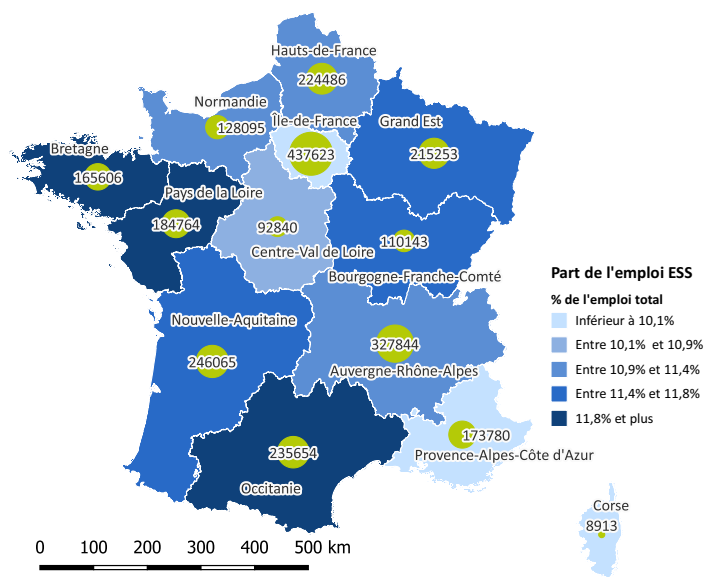 Hauts-de-France
224486
Normandie
128095
Île-de-France
437623
Grand Est
215253
Bretagne
165606
Pays de la Loire
184764
92840
Centre-Val de Loire
110143
Bourgogne-Franche-Comté
Nouvelle-Aquitaine
246065
327844
Auvergne-Rhône-Alpes
173780
Provence-Alpes-Côte d'Azur
235654
Occitanie
Corse
8913
Part de l'emploi ESS
% de l'emploi total
Inférieur à 10,1%
Entre 10,1% et 10,9%
Entre 10,9% et 11,4%
Entre 11,4% et 11,8%
11,8% et plus
0 100 200 300 400 500 km